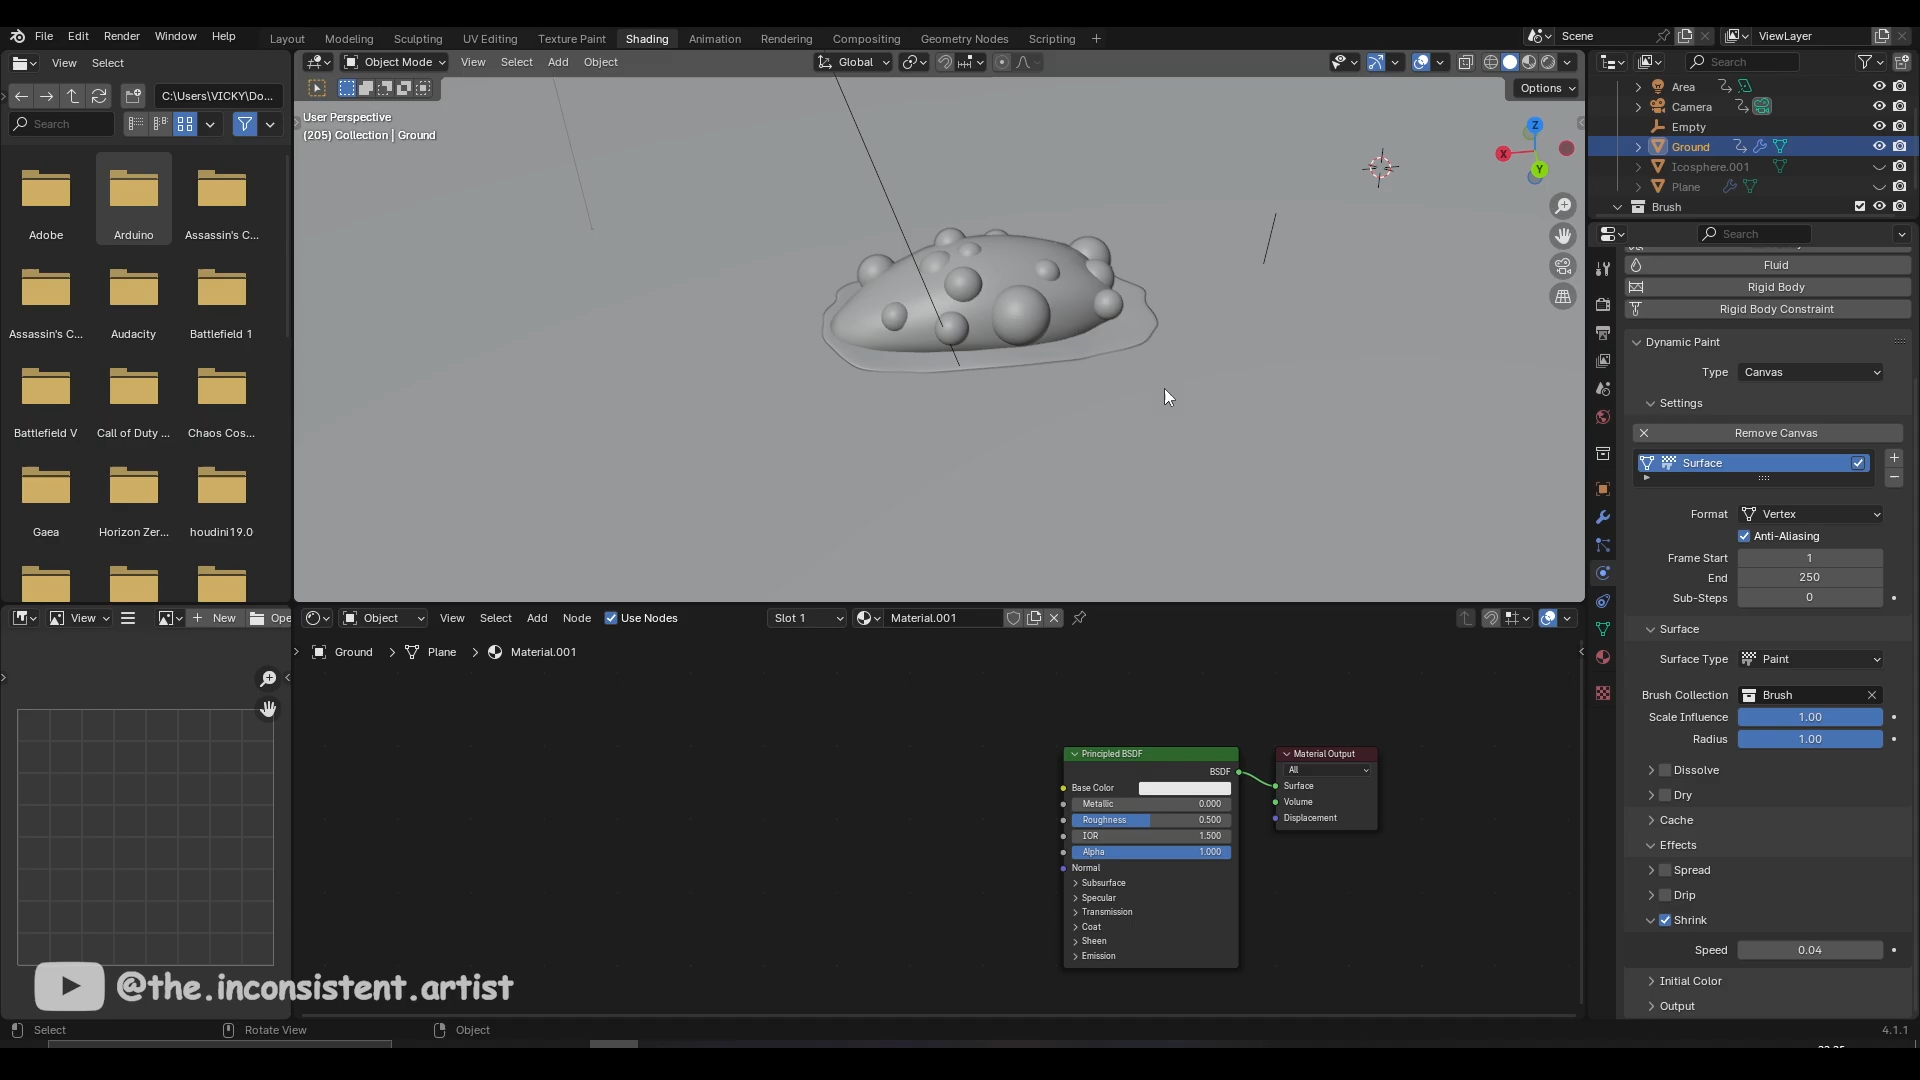 File Edit Render Window Help
Layout Modeling Sculpting UV Editing Texture Paint Shading Animation Rendering Compositing Geometry Nodes Scripting
Scene ViewLayer
View Select
Object Mode View Select Add Object Global
Search
C:\Users\VICKY\Do...
Options
Search
User Perspective
(205) Collection | Ground
Z
X
Y
Area
Camera
Empty
Ground
Icosphere.001
Plane
Brush
Search
Adobe Arduino Assassin's C...
Assassin's C... Audacity Battlefield 1
Battlefield V Call of Duty ... Chaos Cos...
Gaea Horizon Zer... houdini19.0
Fluid
Rigid Body
Rigid Body Constraint
Dynamic Paint
Type Canvas
Settings
Remove Canvas
Surface
Format Vertex
Anti-Aliasing
Frame Start 1
End 250
Sub-Steps 0
Surface
Surface Type Paint
Brush Collection Brush
Scale Influence 1.00
Radius 1.00
Dissolve
Dry
Cache
Effects
Spread
Drip
Shrink
Speed 0.04
Initial Color
Output
View New Ope
Object View Select Add Node Use Nodes Slot 1 Material.001
Ground Plane Material.001
Principled BSDF
BSDF
Base Color
Metallic 0.000
Roughness 0.500
IOR 1.500
Alpha 1.000
Normal
Subsurface
Specular
Transmission
Coat
Sheen
Emission
Material Output
All
Surface
Volume
Displacement
@the.inconsistent.artist
Select Rotate View Object
4.1.1